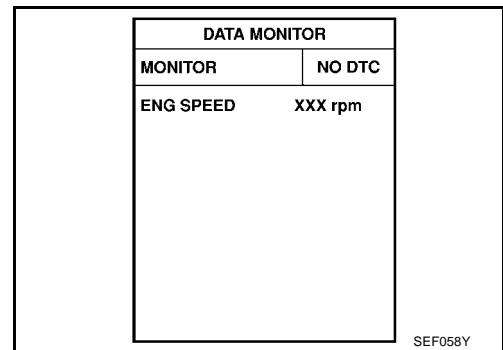 DATA MONITOR
MONITOR NO DTC
ENG SPEED XXX rpm
SEF058Y